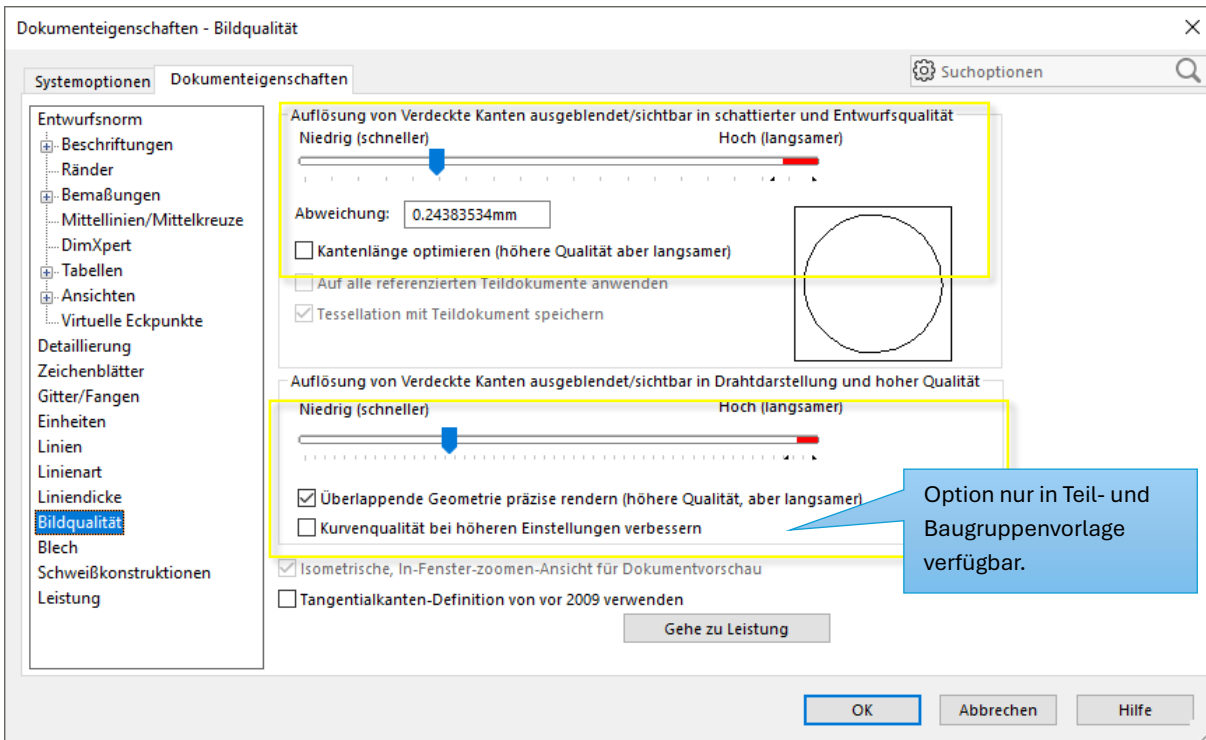 Dokumenteigenschaften - Bildqualität
Systemoptionen Dokumenteigenschaften
Suchoptionen
Entwurfsnorm
Beschriftungen
Ränder
Bemaßungen
Mittellinien/Mittelkreuze
DimXpert
Tabellen
Ansichten
Virtuelle Eckpunkte
Detaillierung
Zeichenblätter
Gitter/Fangen
Einheiten
Linien
Linienart
Liniendicke
Bildqualität
Blech
Schweißkonstruktionen
Leistung
Auflösung von Verdeckte Kanten ausgeblendet/sichtbar in schattierter und Entwurfsqualität
Niedrig (schneller) Hoch (langsamer)
Abweichung: 0.24383534mm
Kantenlänge optimieren (höhere Qualität aber langsamer)
Auf alle referenzierten Teildokumente anwenden
Tessellation mit Teildokument speichern
Auflösung von Verdeckte Kanten ausgeblendet/sichtbar in Drahtdarstellung und hoher Qualität
Niedrig (schneller) Hoch (langsamer)
Überlappende Geometrie präzise rendern (höhere Qualität, aber langsamer)
Kurvenqualität bei höheren Einstellungen verbessern
Option nur in Teil- und
Baugruppenvorlage
verfügbar.
Isometrische, In-Fenster-zoomen-Ansicht für Dokumentvorschau
Tangentialkanten-Definition von vor 2009 verwenden
Gehe zu Leistung
OK Abbrechen Hilfe